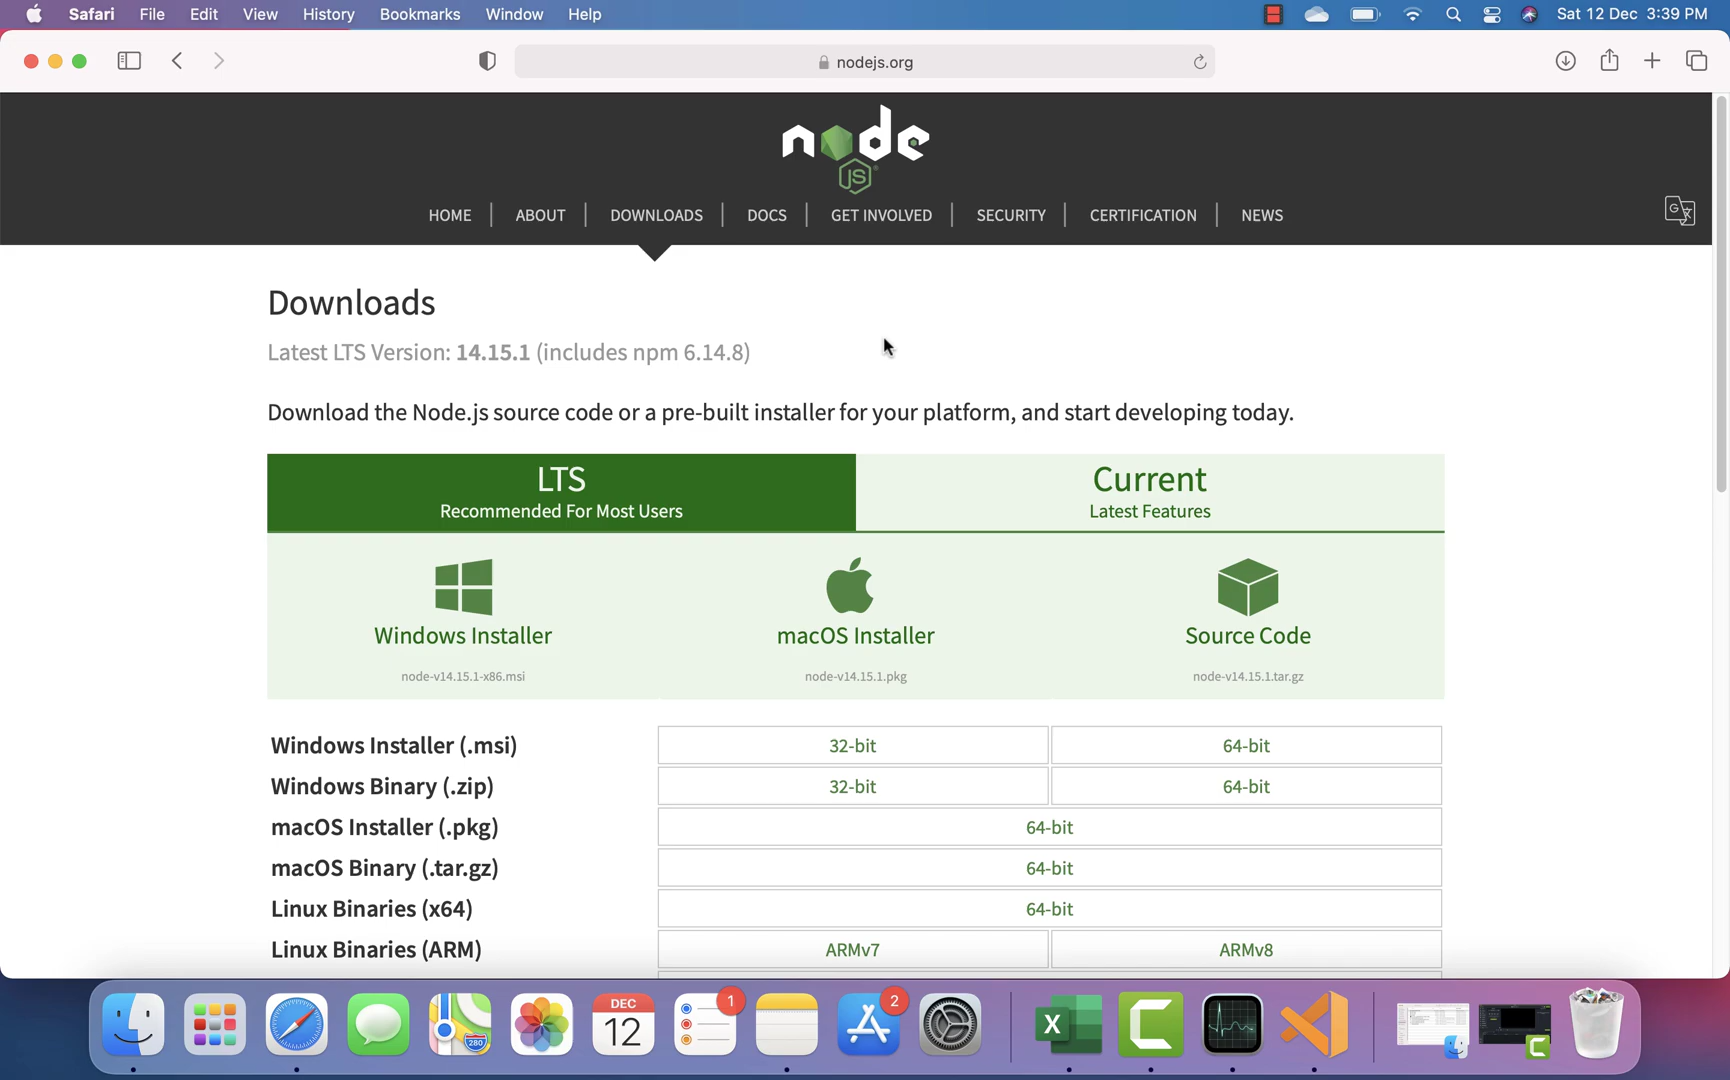 Safari File Edit View History Bookmarks Window Help Sat 12 Dec 3:39 PM
nodejs.org
node
JS
HOME ABOUT DOWNLOADS DOCS GET INVOLVED SECURITY CERTIFICATION NEWS
Downloads
Latest LTS Version: 14.15.1 (includes npm 6.14.8)
Download the Node.js source code or a pre-built installer for your platform, and start developing today.
LTS
Recommended For Most Users
Current
Latest Features
Windows Installer
node-v14.15.1-x86.msi
macOS Installer
node-v14.15.1.pkg
Source Code
node-v14.15.1.tar.gz
Windows Installer (.msi) 32-bit 64-bit
Windows Binary (.zip) 32-bit 64-bit
macOS Installer (.pkg) 64-bit
macOS Binary (.tar.gz) 64-bit
Linux Binaries (x64) 64-bit
Linux Binaries (ARM) ARMv7 ARMv8
280
DEC
12
1
2
X
C